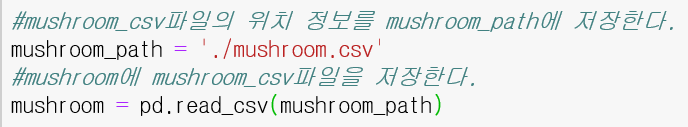 #mushroom_csv파일의 위치 정보를 mushroom_path에 저장한다.
mushroom_path = './mushroom.csv'
#mushroom에 mushroom_csv파일을 저장한다.
mushroom = pd.read_csv(mushroom_path)